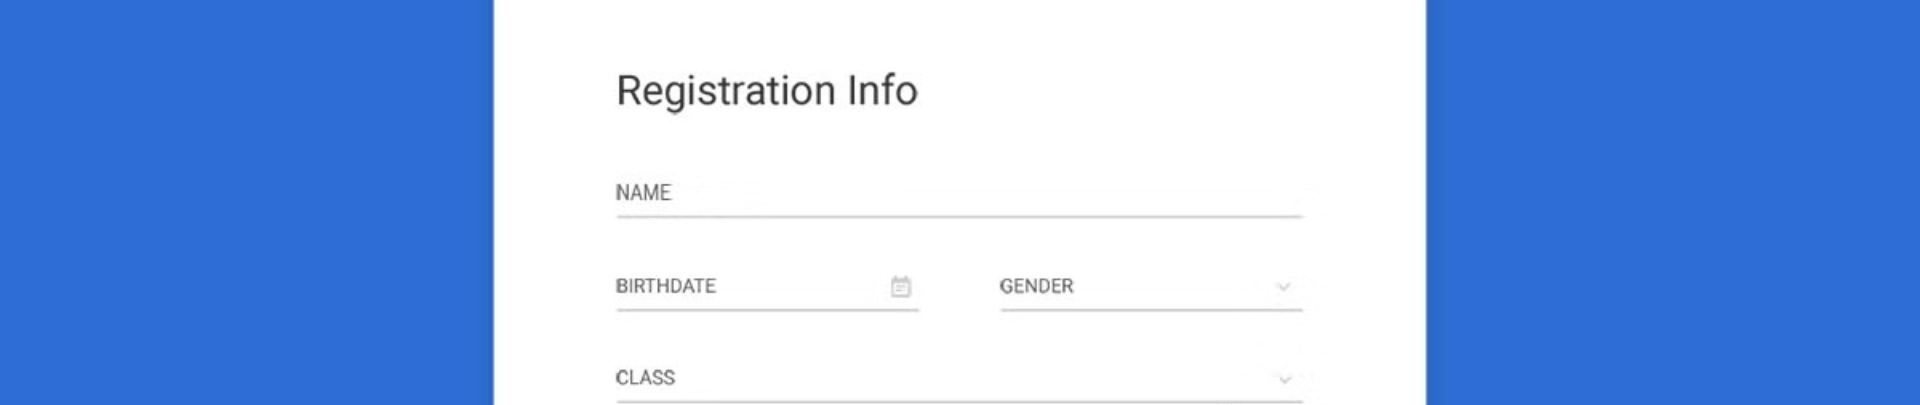 Registration Info
NAME
BIRTHDATE
GENDER
CLASS